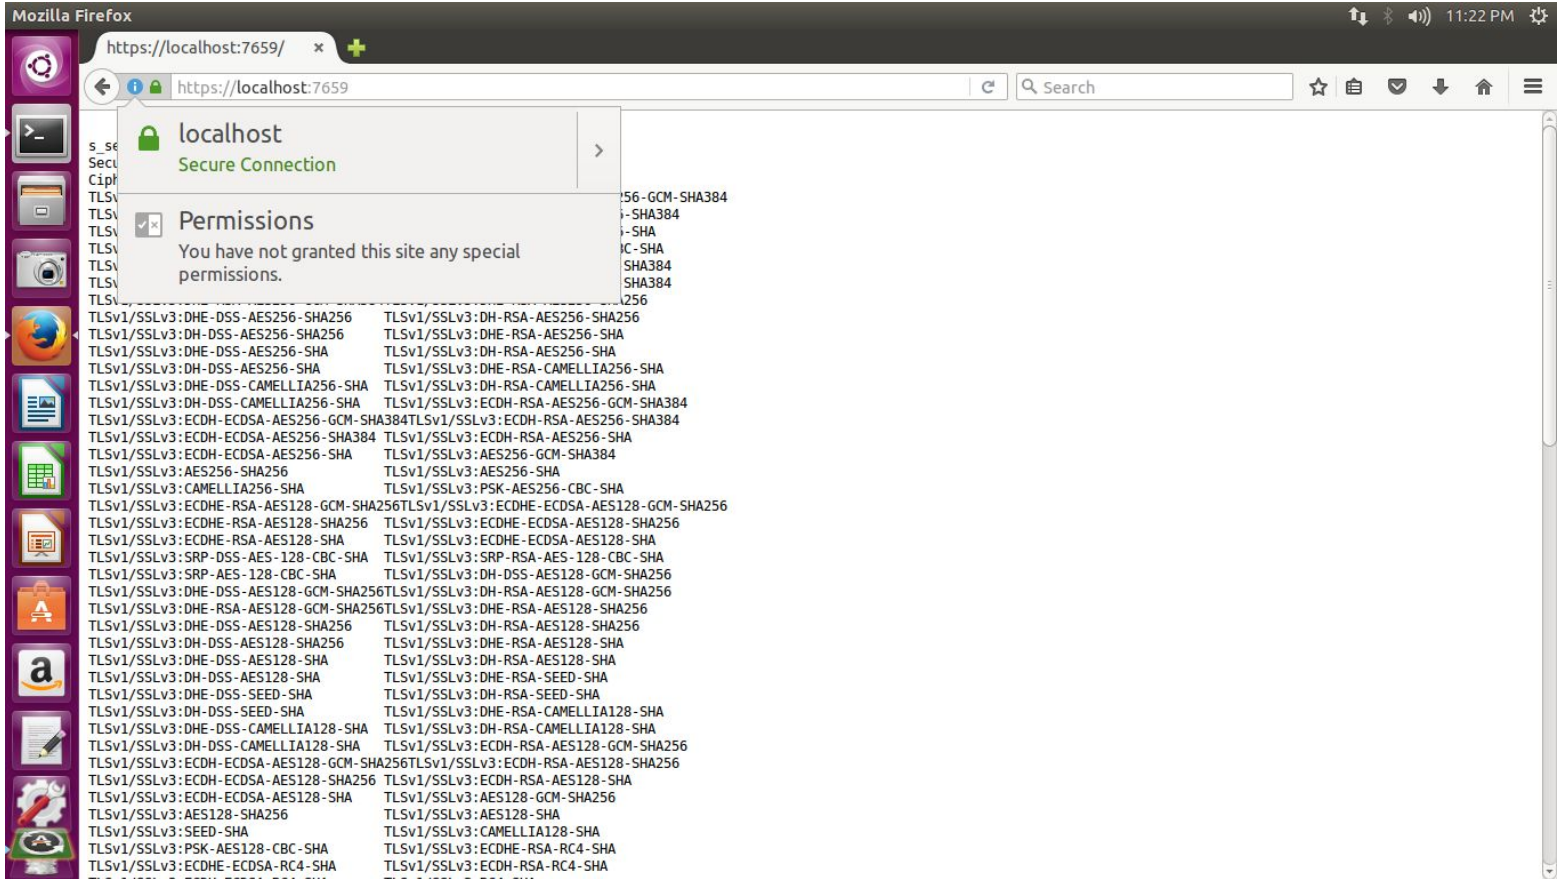 Mozilla Firefox
11:22 PM
https://localhost:7659/
https://localhost:7659
Search
localhost
Secure Connection
Permissions
You have not granted this site any special
permissions.
s_se
Secu
Ciph
TLSv 256-GCM-SHA384
TLSv -SHA384
TLSv -SHA
TLSv BC-SHA
TLSv SHA384
TLSv SHA384
TLSv
TLSv1/SSLv3:DHE-DSS-AES256-SHA256 TLSv1/SSLv3:DH-RSA-AES256-SHA256
TLSv1/SSLv3:DH-DSS-AES256-SHA256 TLSv1/SSLv3:DHE-RSA-AES256-SHA
TLSv1/SSLv3:DHE-DSS-AES256-SHA TLSv1/SSLv3:DH-RSA-AES256-SHA
TLSv1/SSLv3:DH-DSS-AES256-SHA TLSv1/SSLv3:DHE-RSA-CAMELLIA256-SHA
TLSv1/SSLv3:DHE-DSS-CAMELLIA256-SHA TLSv1/SSLv3:DH-RSA-CAMELLIA256-SHA
TLSv1/SSLv3:DH-DSS-CAMELLIA256-SHA TLSv1/SSLv3:ECDH-RSA-AES256-GCM-SHA384
TLSv1/SSLv3:ECDH-ECDSA-AES256-GCM-SHA384TLSv1/SSLv3:ECDH-RSA-AES256-SHA384
TLSv1/SSLv3:ECDH-ECDSA-AES256-SHA384 TLSv1/SSLv3:ECDH-RSA-AES256-SHA
TLSv1/SSLv3:ECDH-ECDSA-AES256-SHA TLSv1/SSLv3:AES256-GCM-SHA384
TLSv1/SSLv3:AES256-SHA256 TLSv1/SSLv3:AES256-SHA
TLSv1/SSLv3:CAMELLIA256-SHA TLSv1/SSLv3:PSK-AES256-CBC-SHA
TLSv1/SSLv3:ECDHE-RSA-AES128-GCM-SHA256TLSv1/SSLv3:ECDHE-ECDSA-AES128-GCM-SHA256
TLSv1/SSLv3:ECDHE-RSA-AES128-SHA256 TLSv1/SSLv3:ECDHE-ECDSA-AES128-SHA256
TLSv1/SSLv3:ECDHE-RSA-AES128-SHA TLSv1/SSLv3:ECDHE-ECDSA-AES128-SHA
TLSv1/SSLv3:SRP-DSS-AES-128-CBC-SHA TLSv1/SSLv3:SRP-RSA-AES-128-CBC-SHA
TLSv1/SSLv3:SRP-AES-128-CBC-SHA TLSv1/SSLv3:DH-DSS-AES128-GCM-SHA256
TLSv1/SSLv3:DHE-DSS-AES128-GCM-SHA256TLSv1/SSLv3:DH-RSA-AES128-GCM-SHA256
TLSv1/SSLv3:DHE-RSA-AES128-GCM-SHA256TLSv1/SSLv3:DHE-RSA-AES128-SHA256
TLSv1/SSLv3:DHE-DSS-AES128-SHA256 TLSv1/SSLv3:DH-RSA-AES128-SHA256
TLSv1/SSLv3:DH-DSS-AES128-SHA256 TLSv1/SSLv3:DHE-RSA-AES128-SHA
TLSv1/SSLv3:DHE-DSS-AES128-SHA TLSv1/SSLv3:DH-RSA-AES128-SHA
TLSv1/SSLv3:DH-DSS-AES128-SHA TLSv1/SSLv3:DHE-RSA-SEED-SHA
TLSv1/SSLv3:DHE-DSS-SEED-SHA TLSv1/SSLv3:DH-RSA-SEED-SHA
TLSv1/SSLv3:DH-DSS-SEED-SHA TLSv1/SSLv3:DHE-RSA-CAMELLIA128-SHA
TLSv1/SSLv3:DHE-DSS-CAMELLIA128-SHA TLSv1/SSLv3:DH-RSA-CAMELLIA128-SHA
TLSv1/SSLv3:DH-DSS-CAMELLIA128-SHA TLSv1/SSLv3:ECDH-RSA-AES128-GCM-SHA256
TLSv1/SSLv3:ECDH-ECDSA-AES128-GCM-SHA256TLSv1/SSLv3:ECDH-RSA-AES128-SHA256
TLSv1/SSLv3:ECDH-ECDSA-AES128-SHA256 TLSv1/SSLv3:ECDH-RSA-AES128-SHA
TLSv1/SSLv3:ECDH-ECDSA-AES128-SHA TLSv1/SSLv3:AES128-GCM-SHA256
TLSv1/SSLv3:AES128-SHA256 TLSv1/SSLv3:AES128-SHA
TLSv1/SSLv3:SEED-SHA TLSv1/SSLv3:CAMELLIA128-SHA
TLSv1/SSLv3:PSK-AES128-CBC-SHA TLSv1/SSLv3:ECDHE-RSA-RC4-SHA
TLSv1/SSLv3:ECDHE-ECDSA-RC4-SHA TLSv1/SSLv3:ECDH-RSA-RC4-SHA